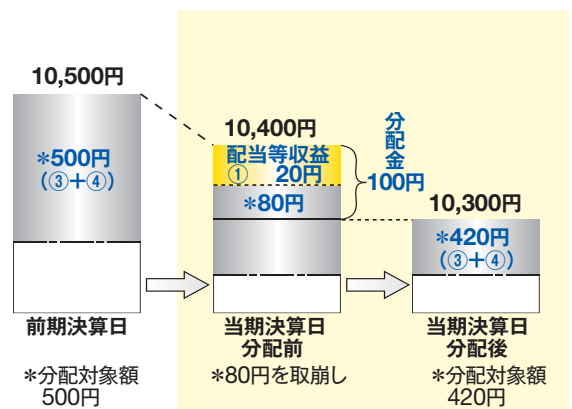 10,500円
*500円
(③+④)
前期決算日
*分配対象額
500円
10,400円
配当等収益
① 20円
*80円
分配金
100円
当期決算日
分配前
*80円を取崩し
10,300円
*420円
(③+④)
当期決算日
分配後
*分配対象額
420円